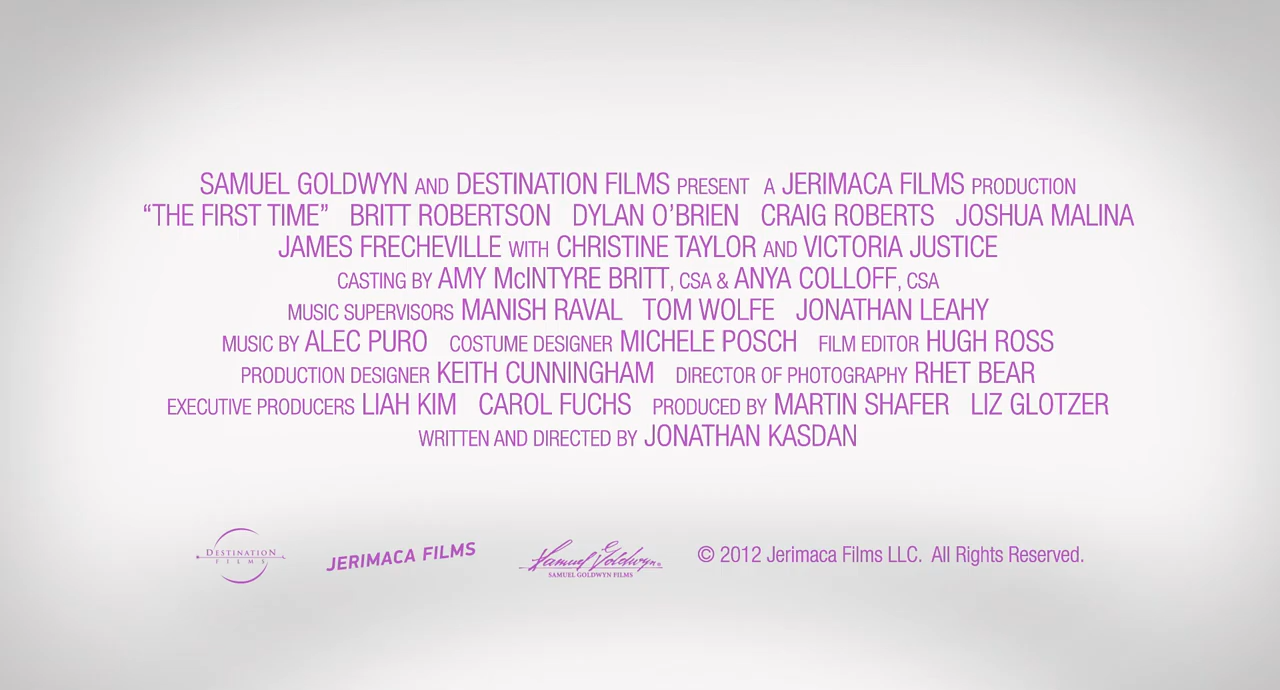 SAMUEL GOLDWYN AND DESTINATION FILMS PRESENT A JERIMACA FILMS PRODUCTION
“THE FIRST TIME” BRITT ROBERTSON DYLAN O’BRIEN CRAIG ROBERTS JOSHUA MALINA
JAMES FRECHEVILLE WITH CHRISTINE TAYLOR AND VICTORIA JUSTICE
CASTING BY AMY McINTYRE BRITT, CSA & ANYA COLLOFF, CSA
MUSIC SUPERVISORS MANISH RAVAL TOM WOLFE JONATHAN LEAHY
MUSIC BY ALEC PURO COSTUME DESIGNER MICHELE POSCH FILM EDITOR HUGH ROSS
PRODUCTION DESIGNER KEITH CUNNINGHAM DIRECTOR OF PHOTOGRAPHY RHET BEAR
EXECUTIVE PRODUCERS LIAH KIM CAROL FUCHS PRODUCED BY MARTIN SHAFER LIZ GLOTZER
WRITTEN AND DIRECTED BY JONATHAN KASDAN
DESTINATION
FILMS
JERIMACA FILMS
Samuel Goldwyn
SAMUEL GOLDWYN FILMS
© 2012 Jerimaca Films LLC. All Rights Reserved.